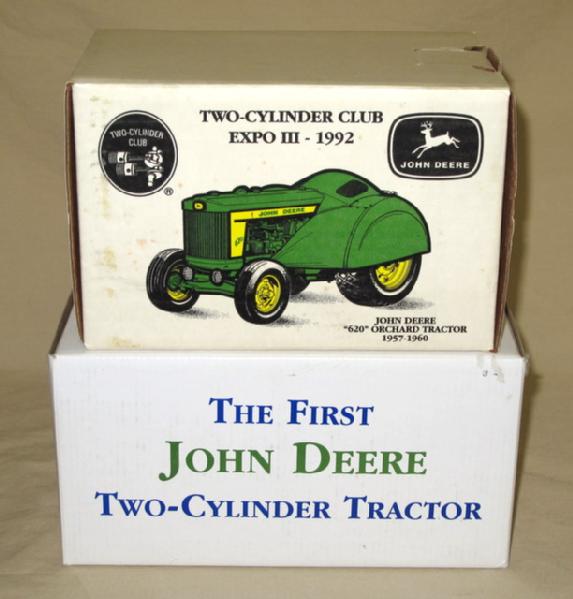 TWO-CYLINDER CLUB
EXPO III - 1992
TWO-CYLINDER
CLUB
®
JOHN DEERE
JOHN DEERE
620
JOHN DEERE
"620" ORCHARD TRACTOR
1957-1960
THE FIRST
JOHN DEERE
TWO-CYLINDER TRACTOR